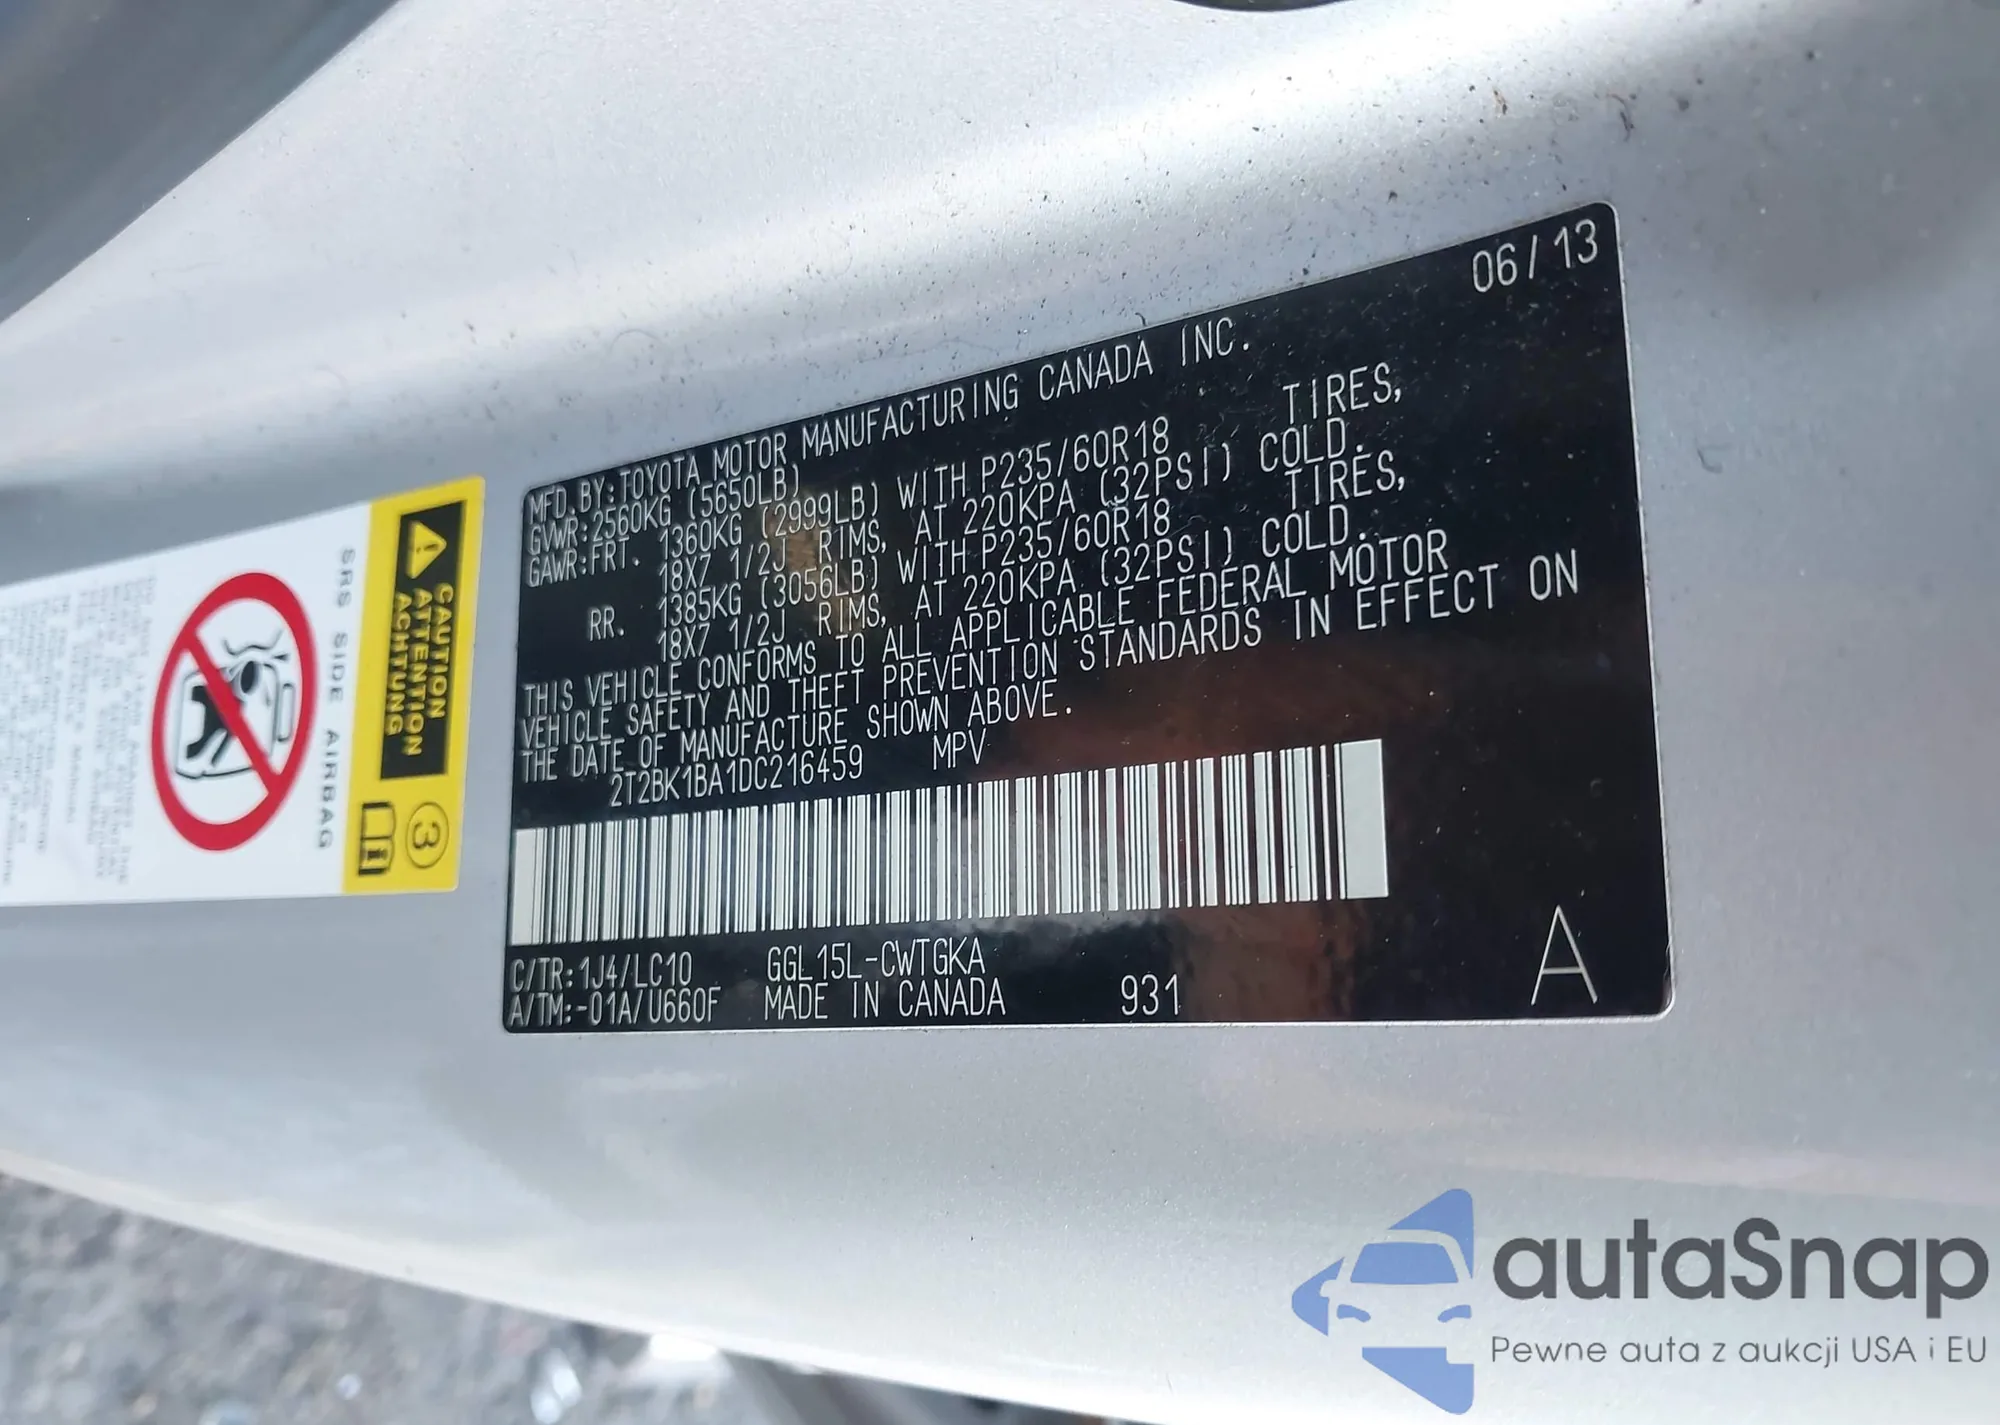 06/13
MFD. BY: TOYOTA MOTOR MANUFACTURING CANADA INC.
GVWR: 2560KG (5650LB)
GAWR: FRT. 1360KG (2999LB) WITH P235/60R18 TIRES,
18X7 1/2J RIMS, AT 220KPA (32PSI) COLD.
RR. 1385KG (3056LB) WITH P235/60R18 TIRES,
18X7 1/2J RIMS, AT 220KPA (32PSI) COLD.
THIS VEHICLE CONFORMS TO ALL APPLICABLE FEDERAL MOTOR
VEHICLE SAFETY AND THEFT PREVENTION STANDARDS IN EFFECT ON
THE DATE OF MANUFACTURE SHOWN ABOVE.
2T2BK1BA1DC216459 MPV
C/TR: 1J4/LC10 GGL15L-CWTGKA
A/TM: -01A/U660F MADE IN CANADA 931
A
CAUTION
ATTENTION
ACHTUNG
3
SRS SIDE AIRBAG
autaSnap
Pewne auta z aukcji USA i EU